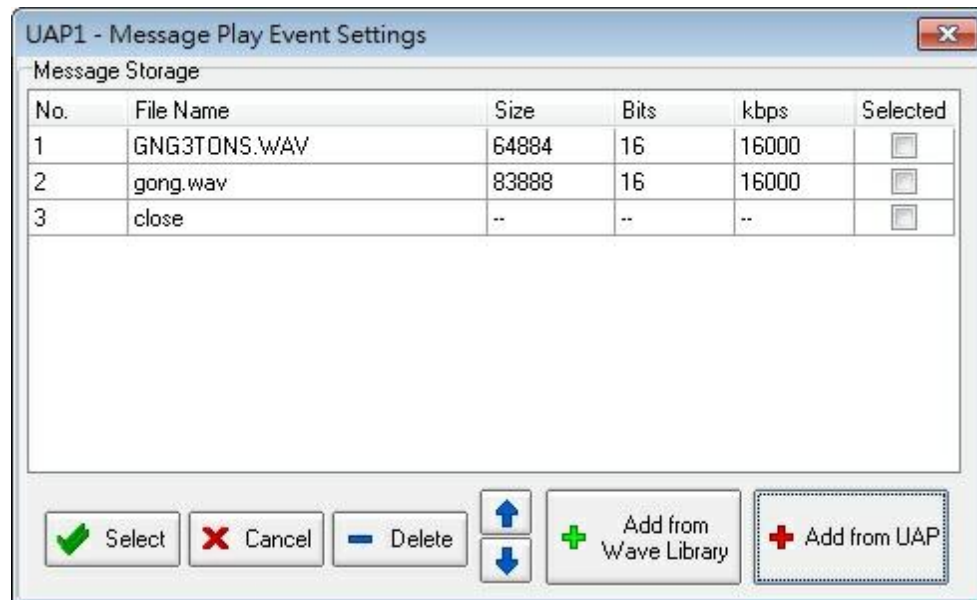 UAP1 - Message Play Event Settings
Message Storage
No. File Name Size Bits kbps Selected
1 GNG3TONS.WAV 64884 16 16000
2 gong.wav 83888 16 16000
3 close -- -- --
Select Cancel Delete Add from Wave Library Add from UAP